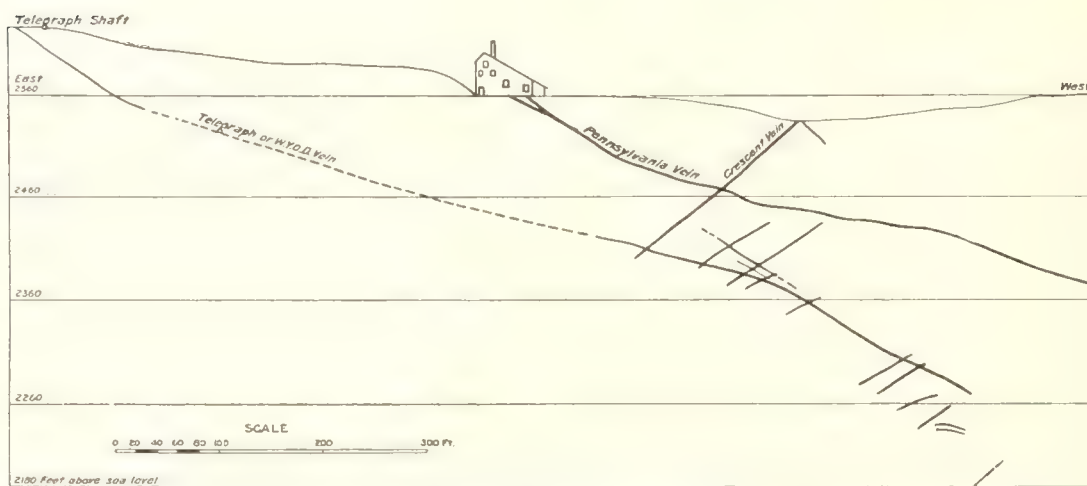 Telegraph Shaft
East
2560
West
Telegraph or W.Y.O.D. Vein
Pennsylvania Vein
Crescent Vein
2460
2360
2260
SCALE
0 20 40 60 80 100 200 300 Ft.
2180 Feet above sea level